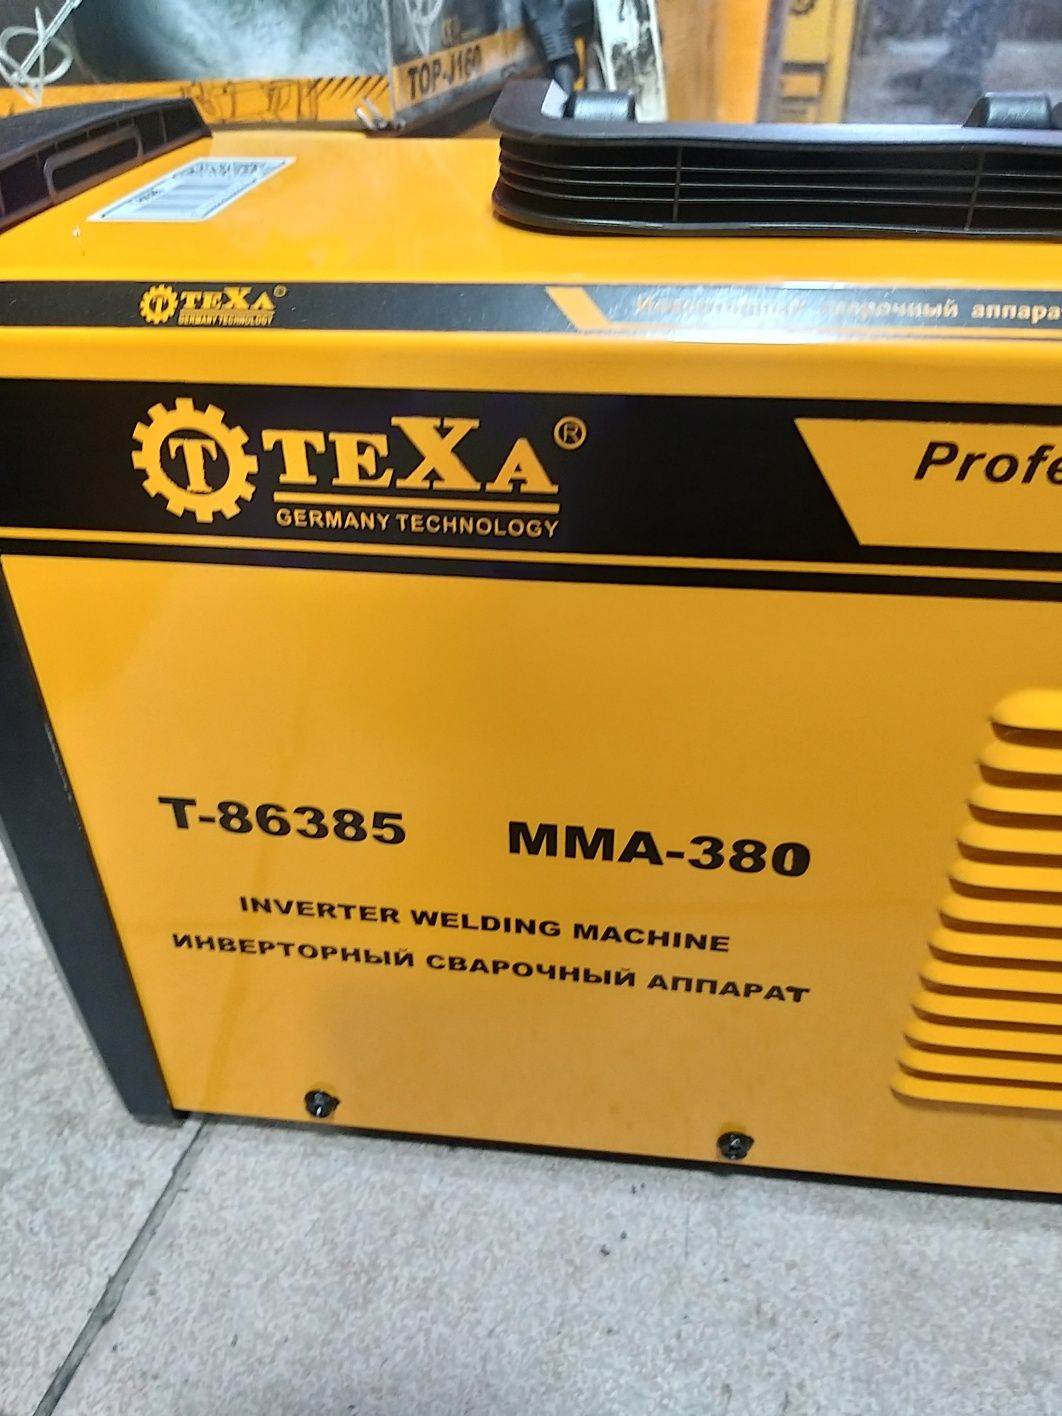 TOP-J160
TEXA®
GERMANY TECHNOLOGY
Инверторный сварочный аппарат
T TEXA®
GERMANY TECHNOLOGY
T-86385 MMA-380
INVERTER WELDING MACHINE
ИНВЕРТОРНЫЙ СВАРОЧНЫЙ АППАРАТ